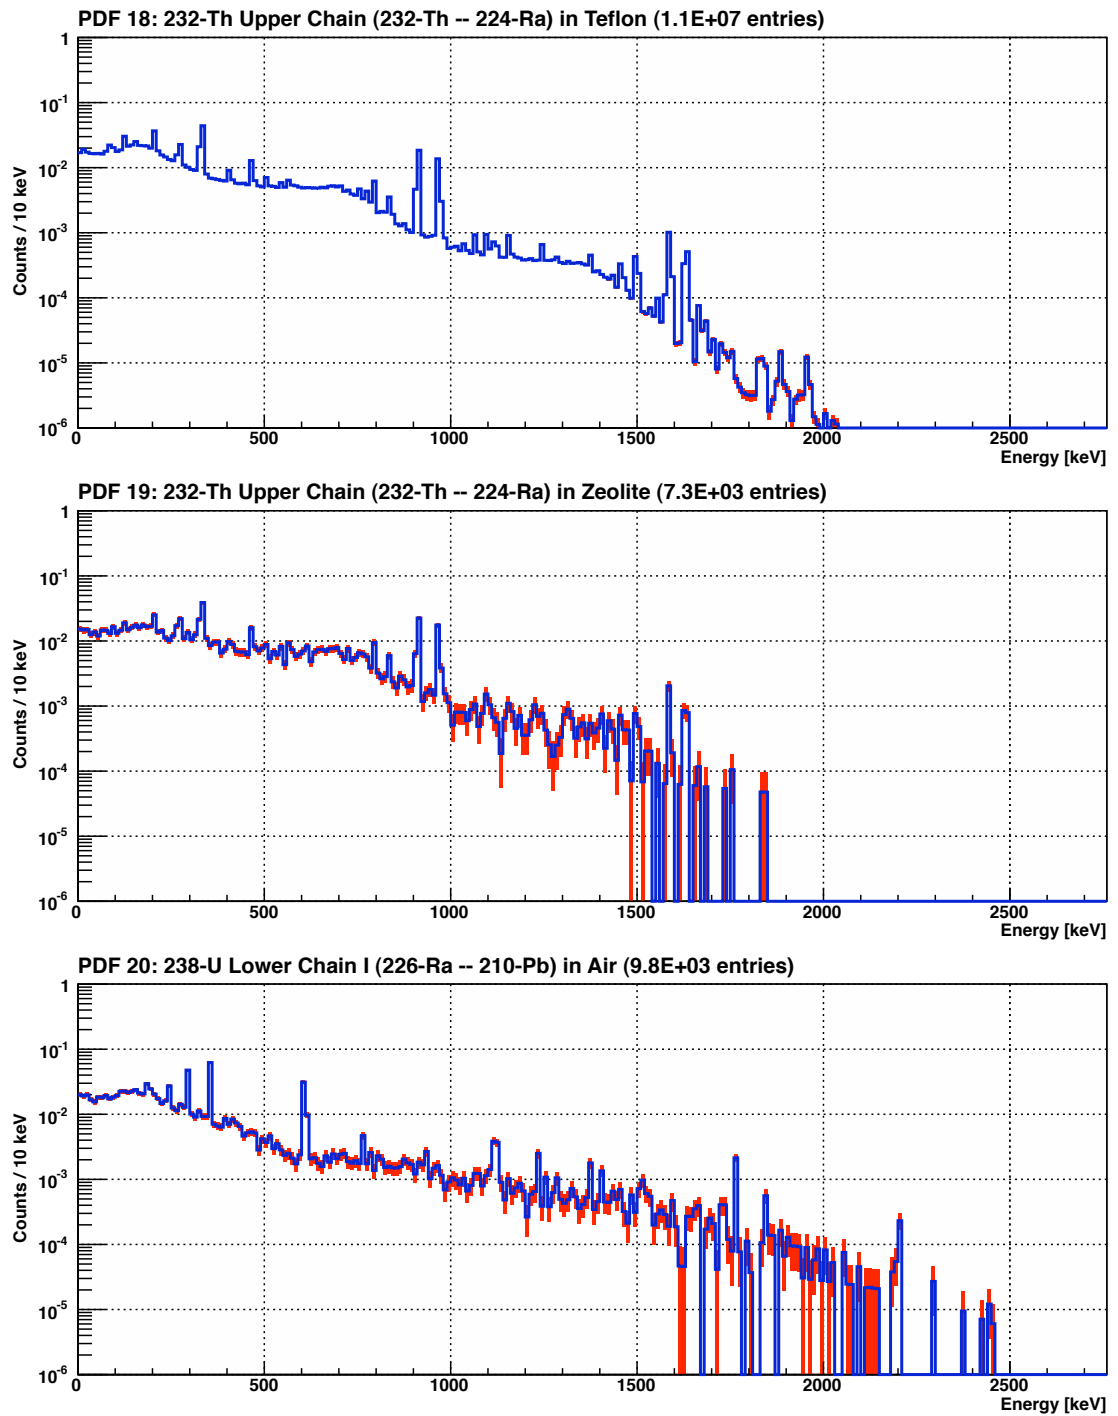 PDF 18: 232-Th Upper Chain (232-Th -- 224-Ra) in Teflon (1.1E+07 entries)
Counts / 10 keV
1
10-1
10-2
10-3
10-4
10-5
10-6
0 500 1000 1500 2000 2500
Energy [keV]
PDF 19: 232-Th Upper Chain (232-Th -- 224-Ra) in Zeolite (7.3E+03 entries)
Counts / 10 keV
1
10-1
10-2
10-3
10-4
10-5
10-6
0 500 1000 1500 2000 2500
Energy [keV]
PDF 20: 238-U Lower Chain I (226-Ra -- 210-Pb) in Air (9.8E+03 entries)
Counts / 10 keV
1
10-1
10-2
10-3
10-4
10-5
10-6
0 500 1000 1500 2000 2500
Energy [keV]